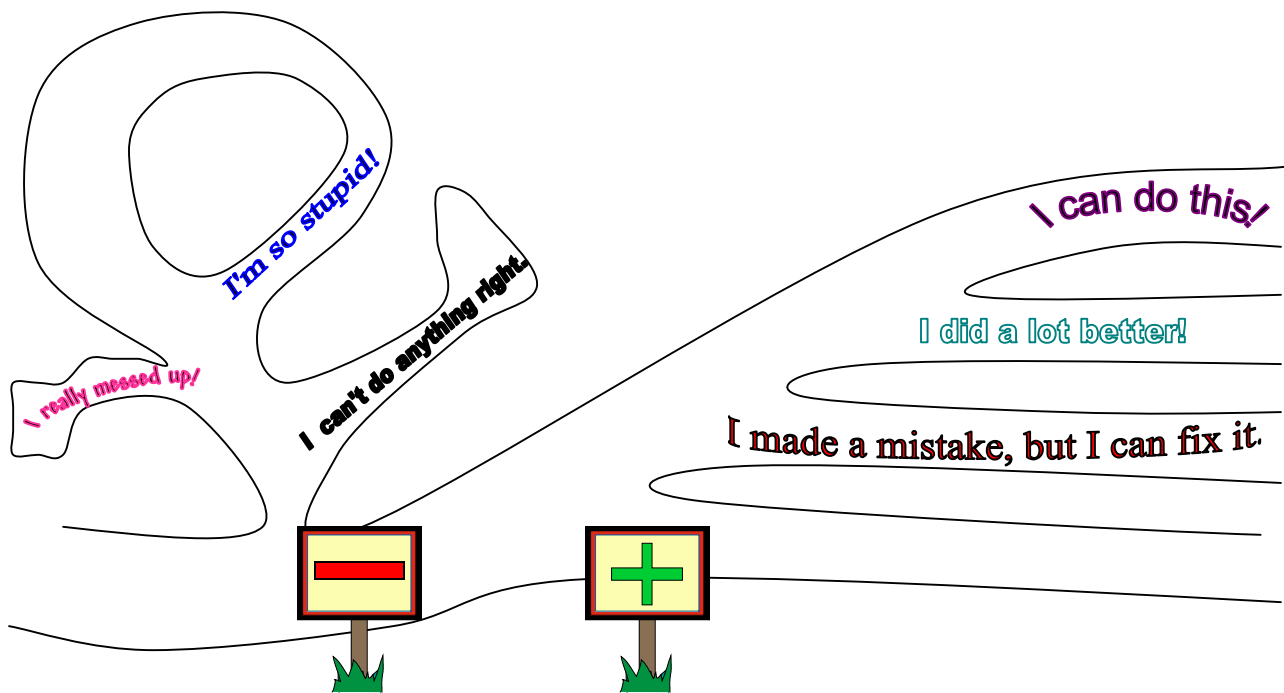 I'm so stupid!
I can't do anything right.
I really messed up!
I can do this!
I did a lot better!
I made a mistake, but I can fix it.